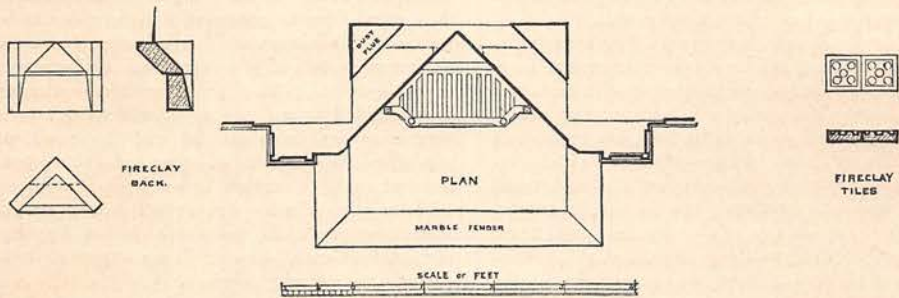 DUST
FLUE
FIRECLAY
BACK.
PLAN
MARBLE FENDER
FIRECLAY
TILES
SCALE OF FEET